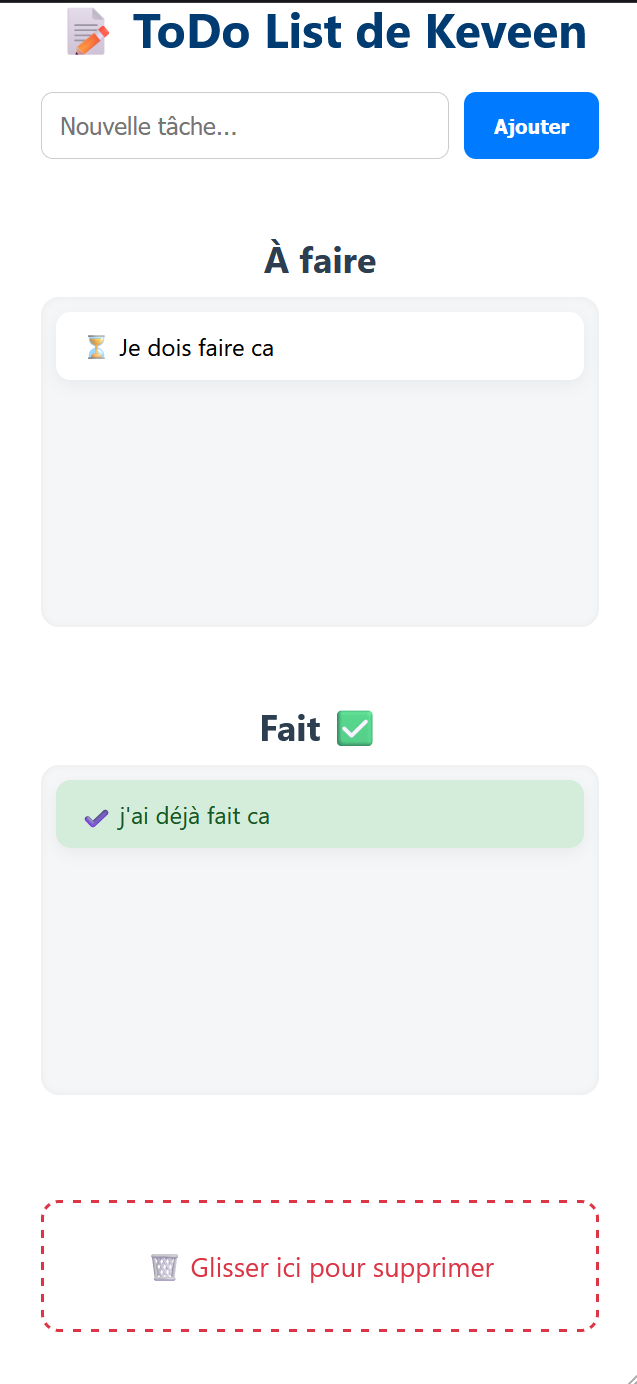 📝 ToDo List de Keveen
Nouvelle tâche...
Ajouter
À faire
⏳ Je dois faire ca
Fait ✅
✔ j'ai déjà fait ca
🗑 Glisser ici pour supprimer